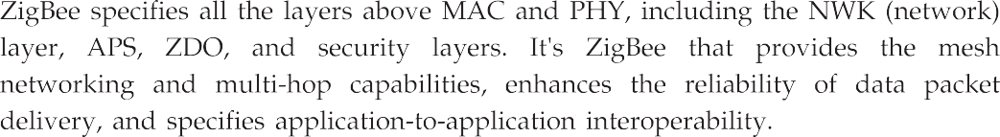 ZigBee specifies all the layers above MAC and PHY, including the NWK (network)
layer, APS, ZDO, and security layers. It's ZigBee that provides the mesh
networking and multi-hop capabilities, enhances the reliability of data packet
delivery, and specifies application-to-application interoperability.